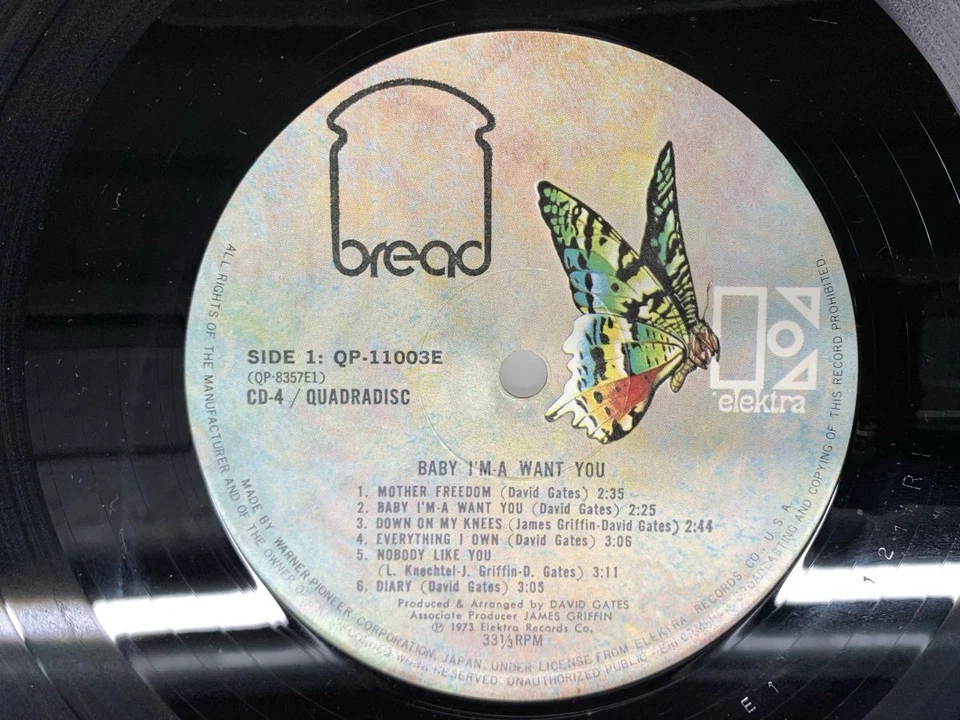 bread
elektra
SIDE 1: QP-11003E
(QP-8357E1)
CD-4 / QUADRADISC
BABY I'M-A WANT YOU
1. MOTHER FREEDOM (David Gates) 2:35
2. BABY I'M-A WANT YOU (David Gates) 2:25
3. DOWN ON MY KNEES (James Griffin-David Gates) 2:44
4. EVERYTHING I OWN (David Gates) 3:06
5. NOBODY LIKE YOU
(L. Knechtel-J. Griffin-D. Gates) 3:11
6. DIARY (David Gates) 3:05
Produced & Arranged by DAVID GATES
Associate Producer JAMES GRIFFIN
Ⓟ 1973 Elektra Records Co.
33⅓RPM
MADE BY WARNER PIONEER CORPORATION, JAPAN, UNDER LICENSE FROM ELEKTRA RECORDS CO., U.S.A.
ALL RIGHTS OF THE MANUFACTURER AND OF THE OWNER WORK RESERVED. UNAUTHORIZED PUBLIC BROADCASTING AND COPYING OF THIS RECORD PROHIBITED